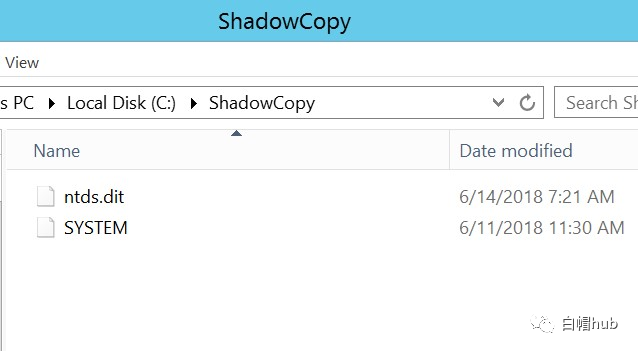 ShadowCopy
View
s PC ▸ Local Disk (C:) ▸ ShadowCopy Search Sh
Name Date modified
ntds.dit 6/14/2018 7:21 AM
SYSTEM 6/11/2018 11:30 AM
白帽hub